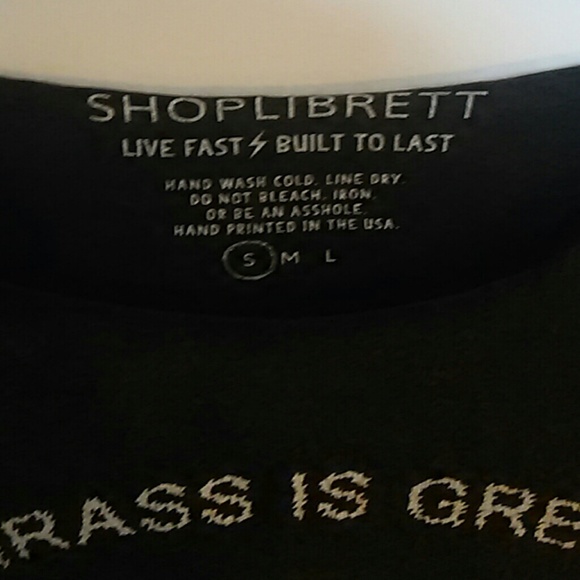 SHOPLIBRETT
LIVE FAST⚡BUILT TO LAST
HAND WASH COLD. LINE DRY.
DO NOT BLEACH, IRON,
OR BE AN ASSHOLE.
HAND PRINTED IN THE USA.
S M L
RASS IS GRE